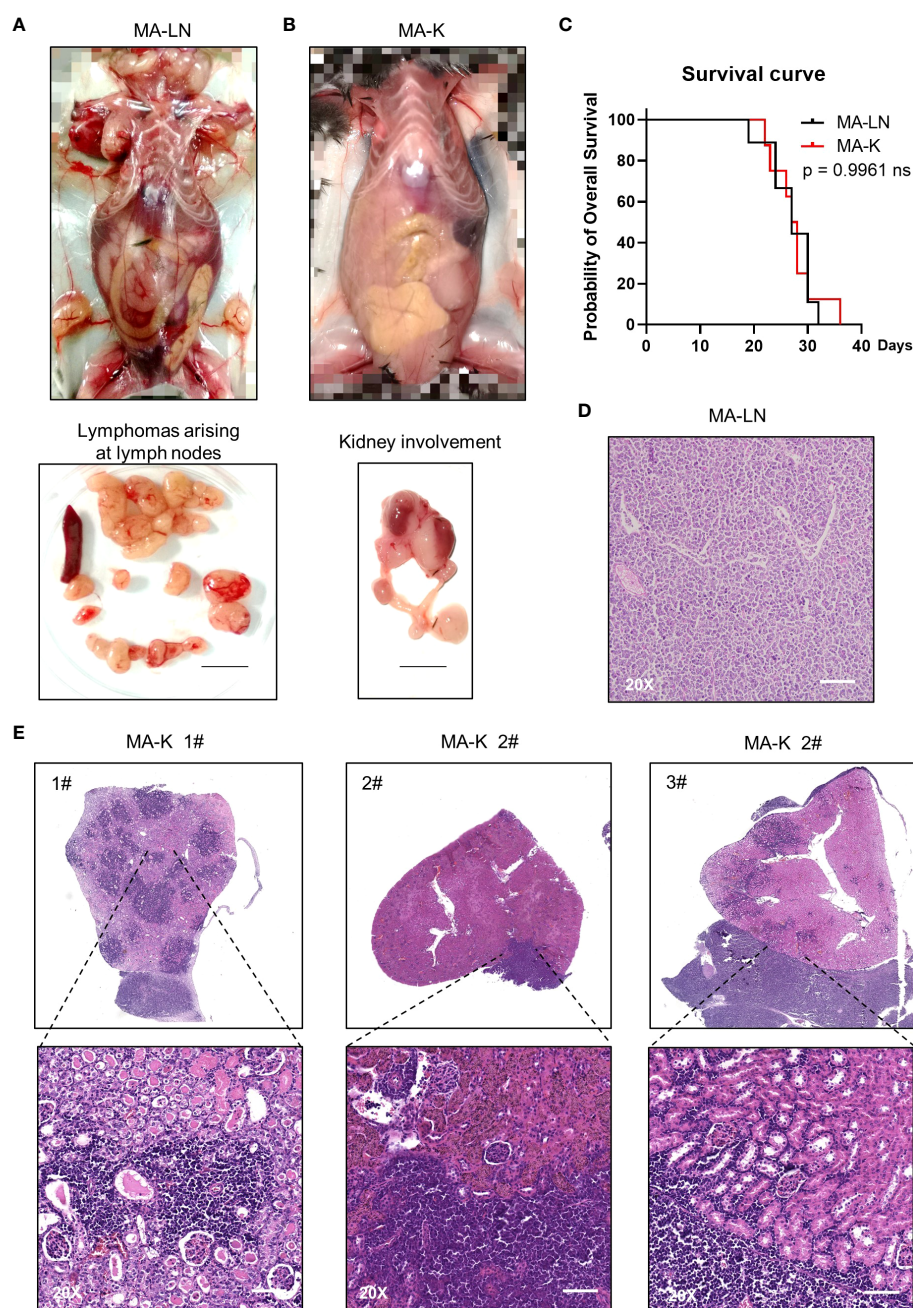 A
MA-LN
B
MA-K
C
Survival curve
Probability of Overall Survival
100
80
60
40
20
0
0
10
20
30
40
Days
MA-LN
MA-K
p = 0.9961 ns
Lymphomas arising
at lymph nodes
Kidney involvement
D
MA-LN
20X
E
MA-K 1#
MA-K 2#
MA-K 2#
1#
2#
3#
20X
20X
20X